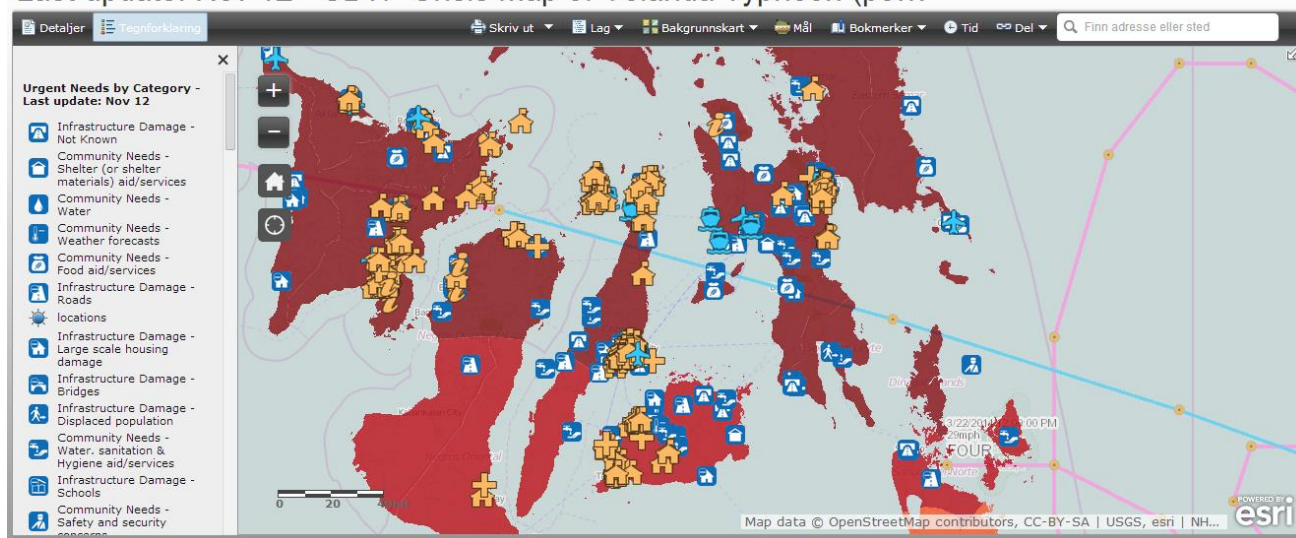 Detaljer
Tegnforklaring
Skriv ut
Lag
Bakgrunnskart
Mål
Bokmerker
Tid
Del
Finn adresse eller sted
Urgent Needs by Category -
Last update: Nov 12
Infrastructure Damage -
Not Known
Community Needs -
Shelter (or shelter
materials) aid/services
Community Needs -
Water
Community Needs -
Weather forecasts
Community Needs -
Food aid/services
Infrastructure Damage -
Roads
locations
Infrastructure Damage -
Large scale housing
damage
Infrastructure Damage -
Bridges
Infrastructure Damage -
Displaced population
Community Needs -
Water, sanitation &
Hygiene aid/services
Infrastructure Damage -
Schools
Community Needs -
Safety and security
29mph
FOUR
0 20
Map data © OpenStreetMap contributors, CC-BY-SA | USGS, esri | NH...
POWERED BY
esri